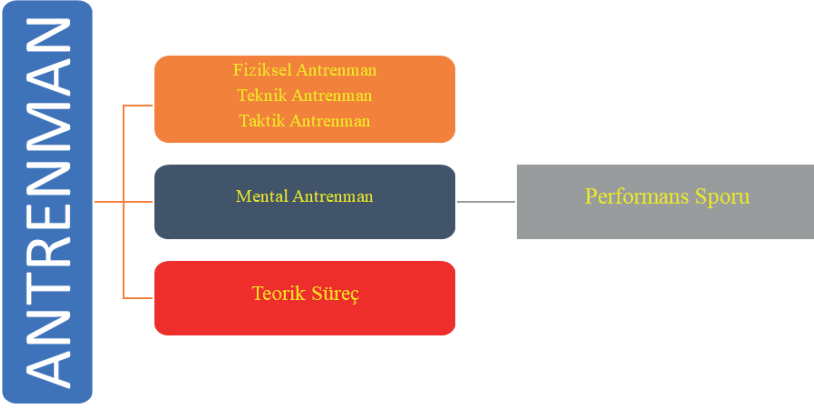 ANTRENMAN
Fiziksel Antrenman
Teknik Antrenman
Taktik Antrenman
Mental Antrenman
Performans Sporu
Teorik Süreç